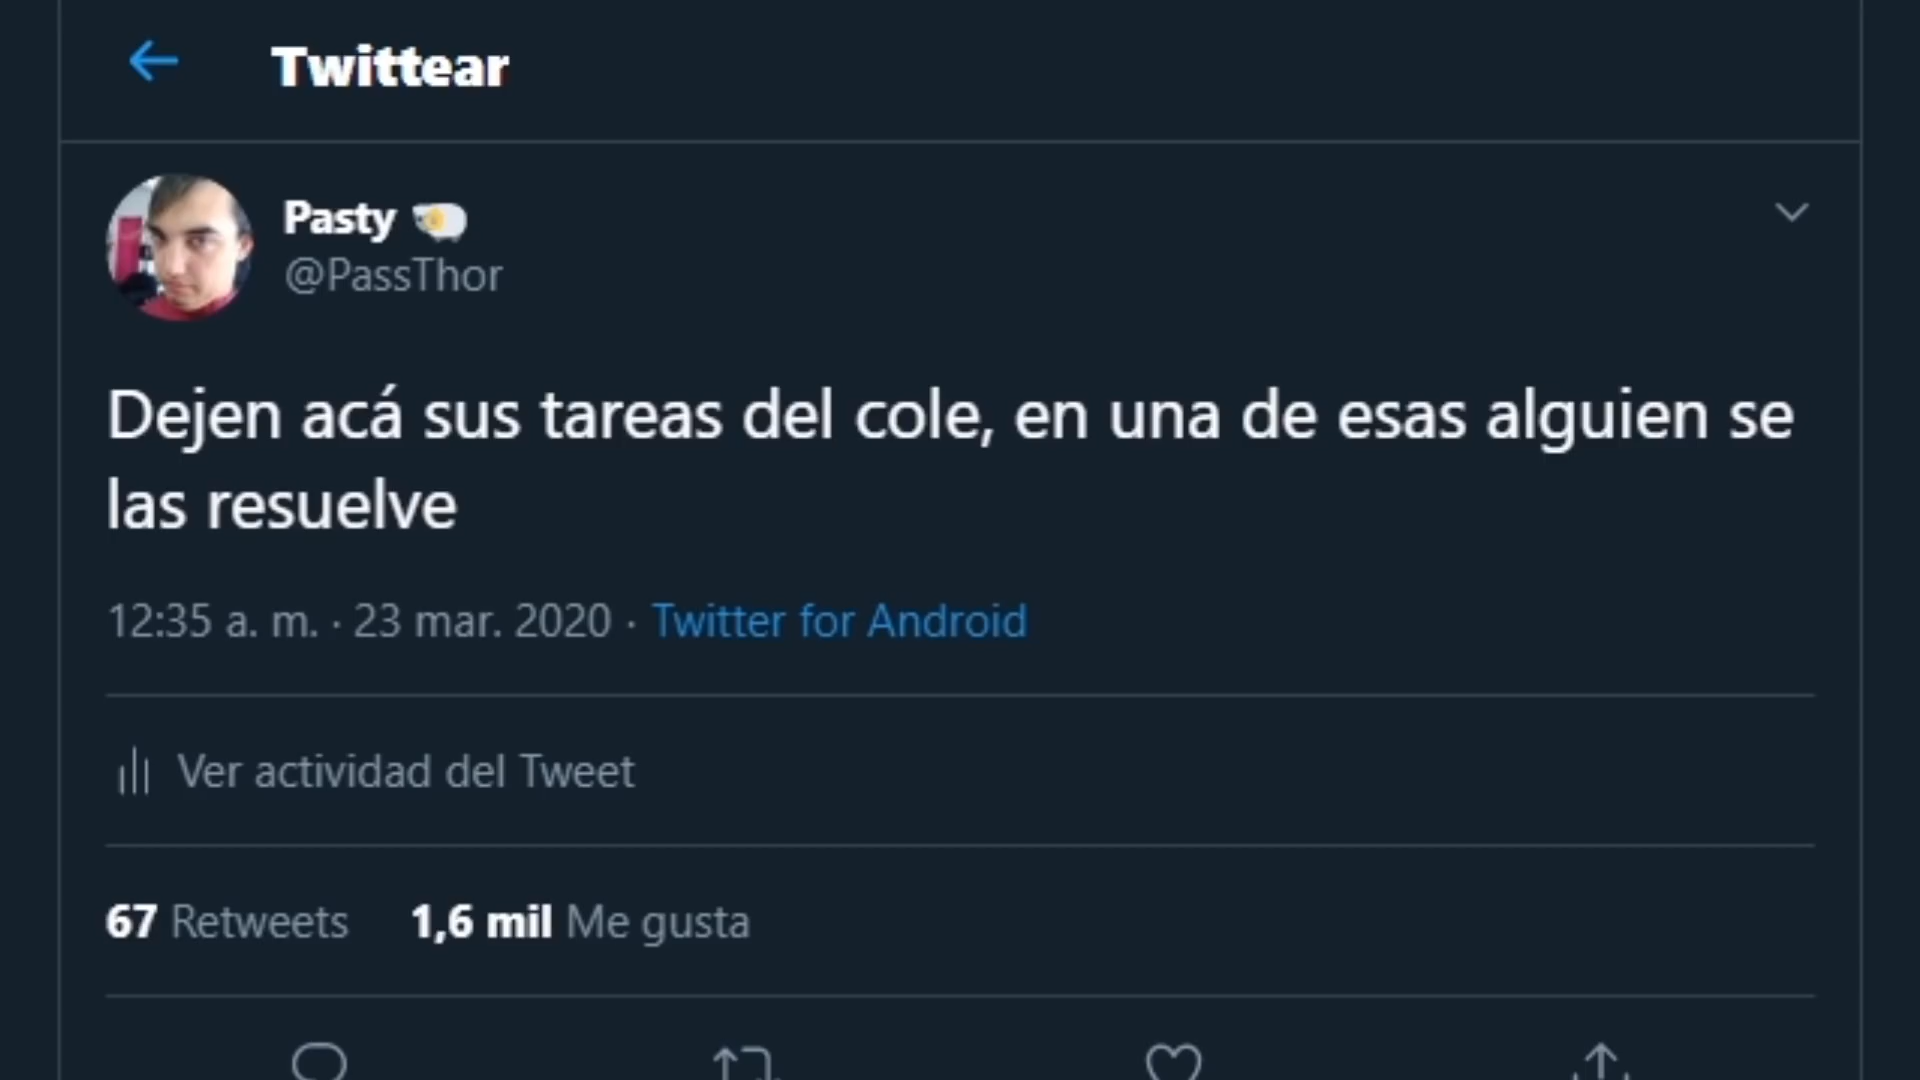 Twittear
Pasty
@PassThor
Dejen acá sus tareas del cole, en una de esas alguien se
las resuelve
12:35 a. m. · 23 mar. 2020 · Twitter for Android
Ver actividad del Tweet
67 Retweets 1,6 mil Me gusta